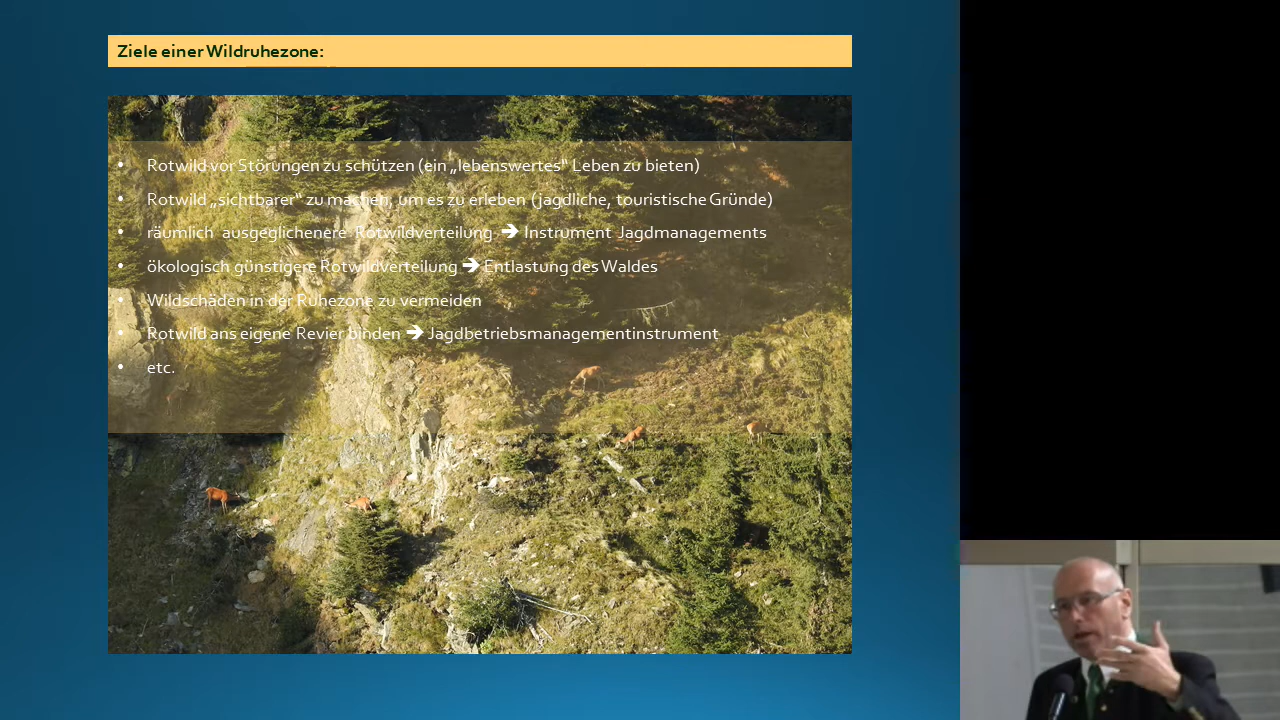 Ziele einer Wildruhezone:
• Rotwild vor Störungen zu schützen (ein „lebenswertes“ Leben zu bieten)
• Rotwild „sichtbarer“ zu machen, um es zu erleben (jagdliche, touristische Gründe)
• räumlich ausgeglichenere Rotwildverteilung 🡺 Instrument Jagdmanagements
• ökologisch günstigere Rotwildverteilung 🡺 Entlastung des Waldes
• Wildschäden in der Ruhezone zu vermeiden
• Rotwild ans eigene Revier binden 🡺 Jagdbetriebsmanagementinstrument
• etc.